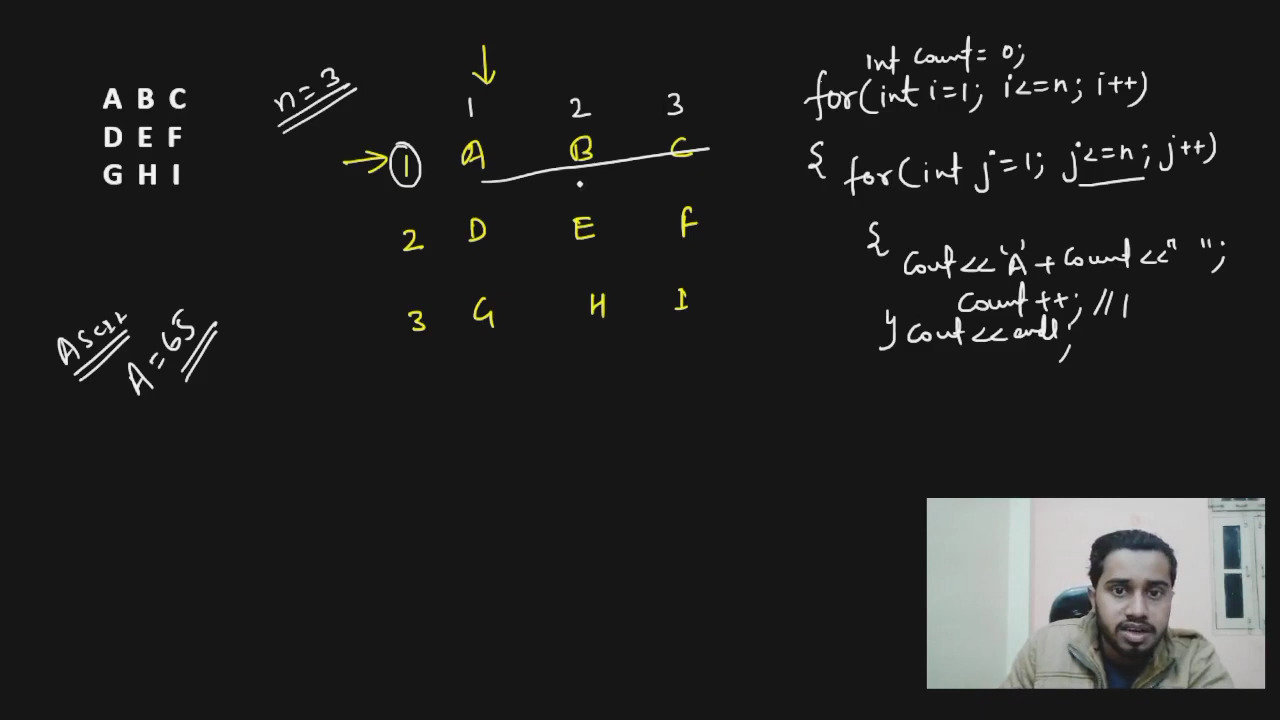 A B C
D E F
G H I
n=3
1 2 3
1 A B C
2 D E F
3 G H I
ASCII
A=65
int count = 0;
for(int i=1; i<=n; i++)
{ for(int j=1; j<=n; j++)
{
cout<<'A'+count<<" ";
count++; //1
} cout<<endl;